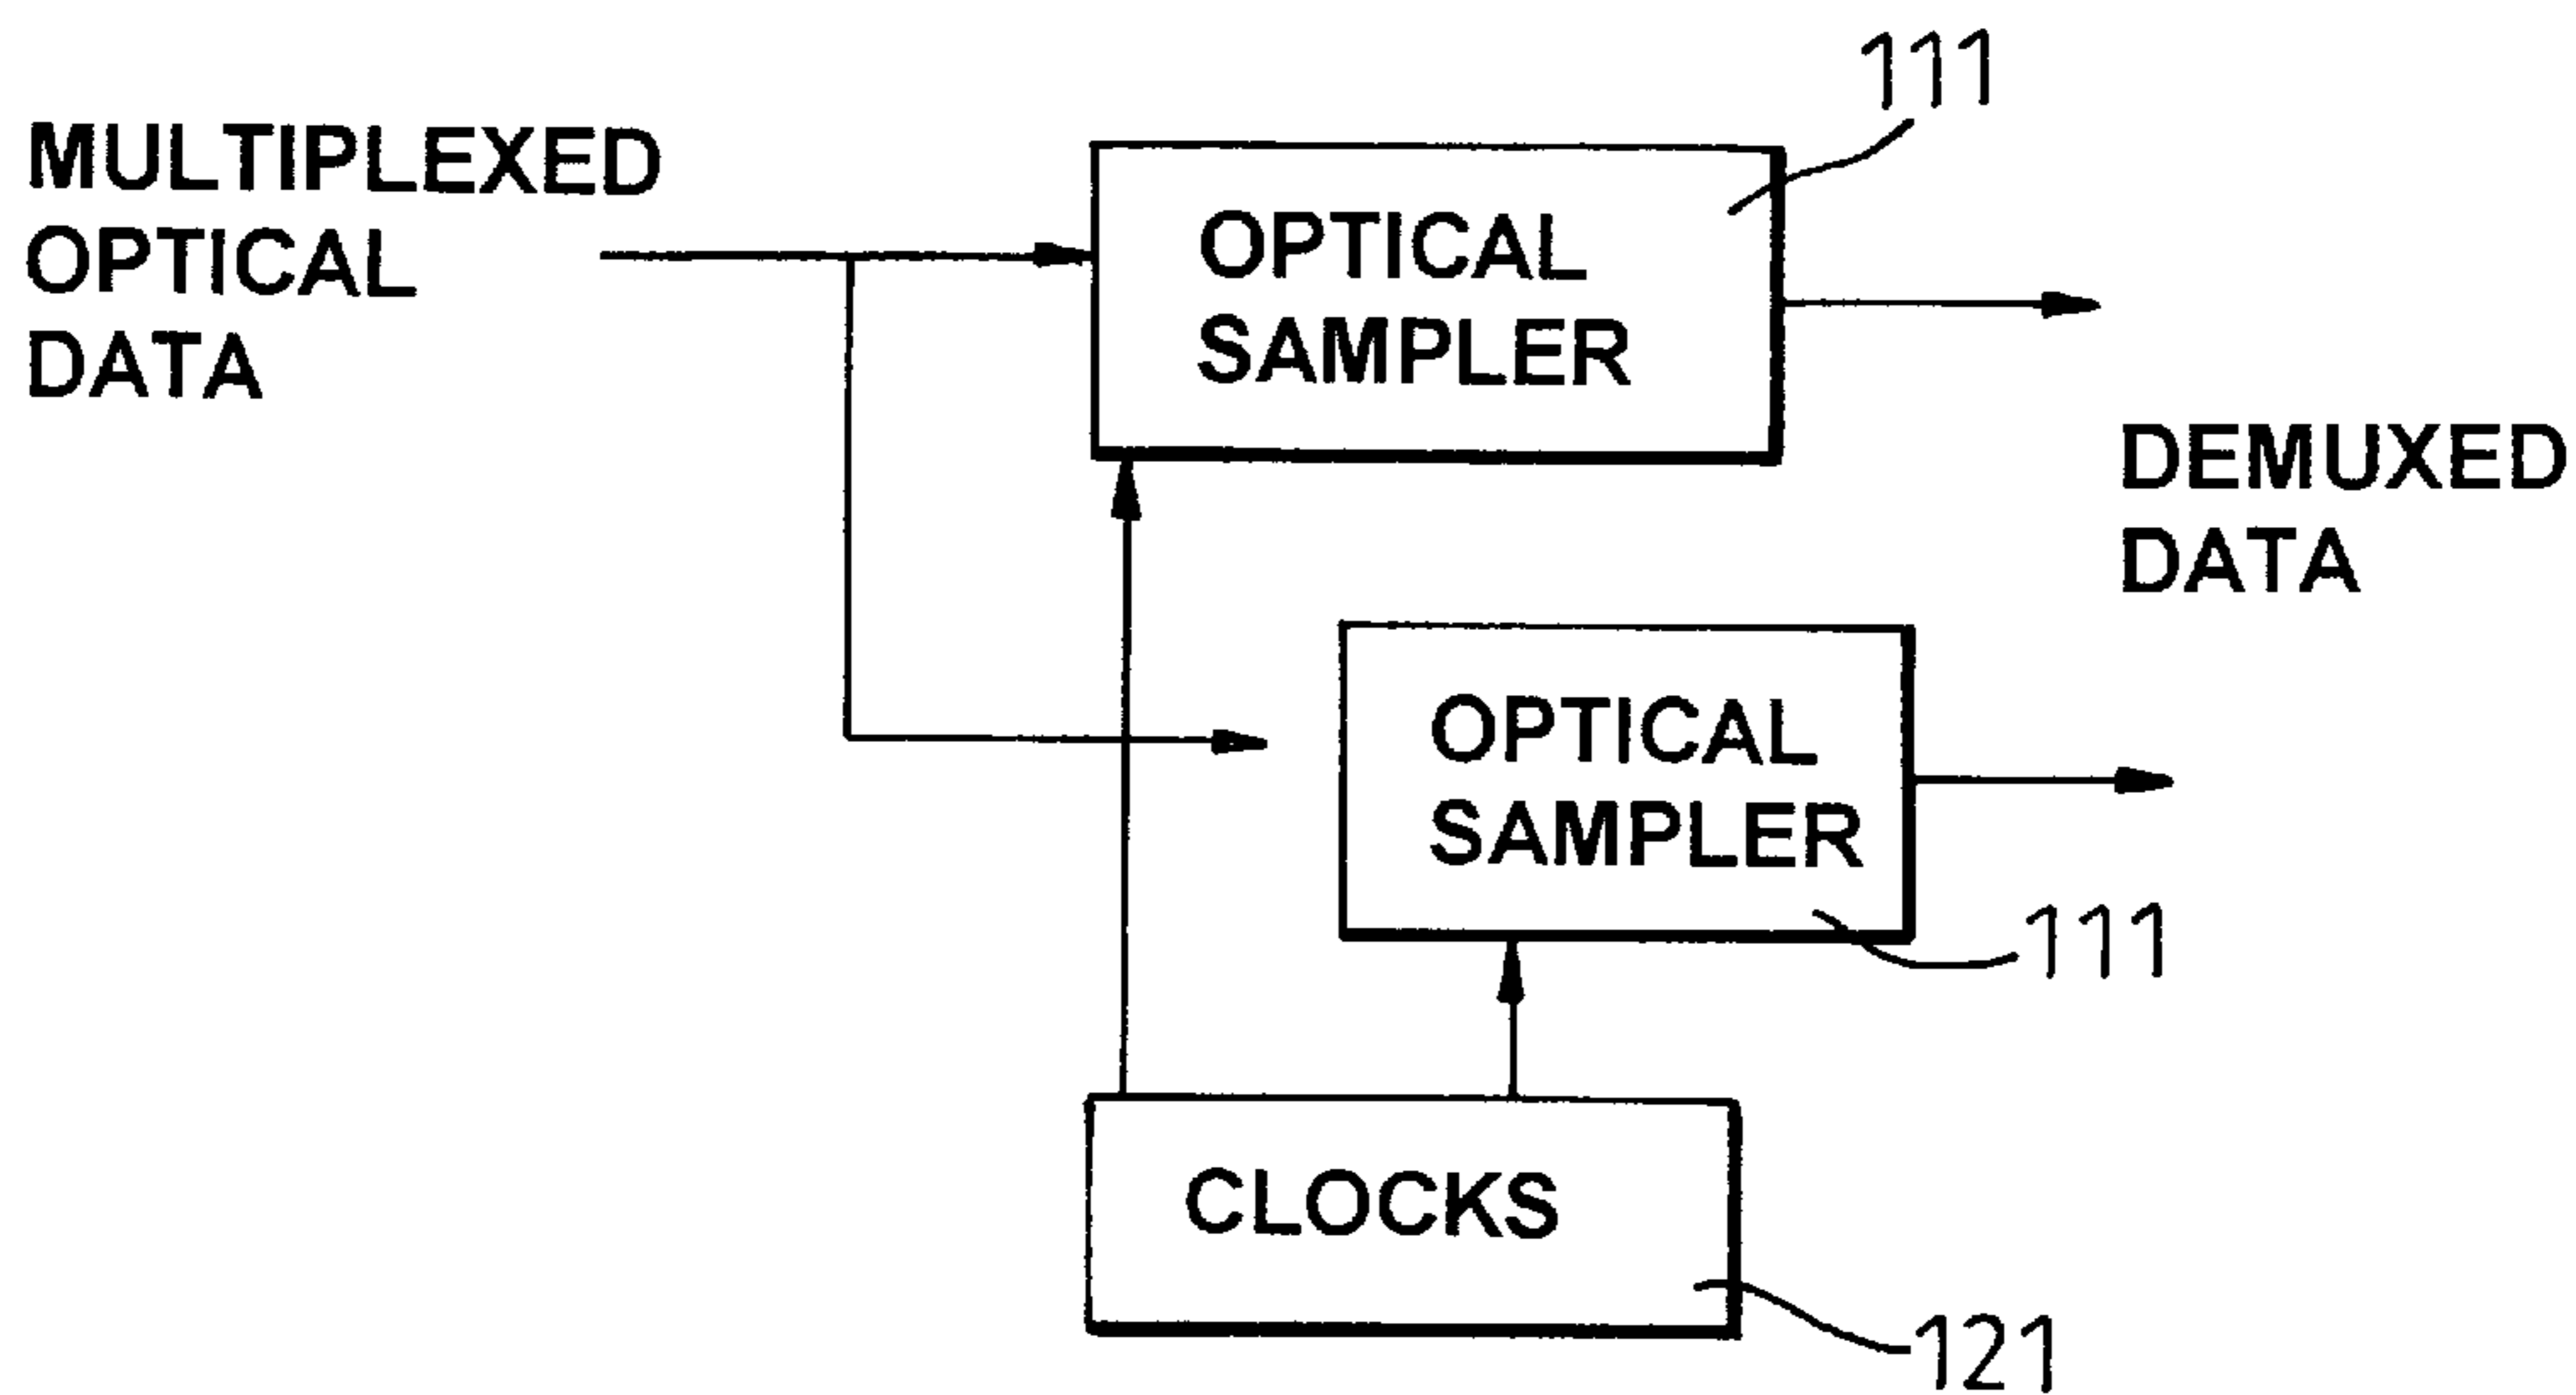 111
MULTIPLEXED
OPTICAL
DATA
OPTICAL
SAMPLER
DEMUXED
DATA
OPTICAL
SAMPLER
111
CLOCKS
121